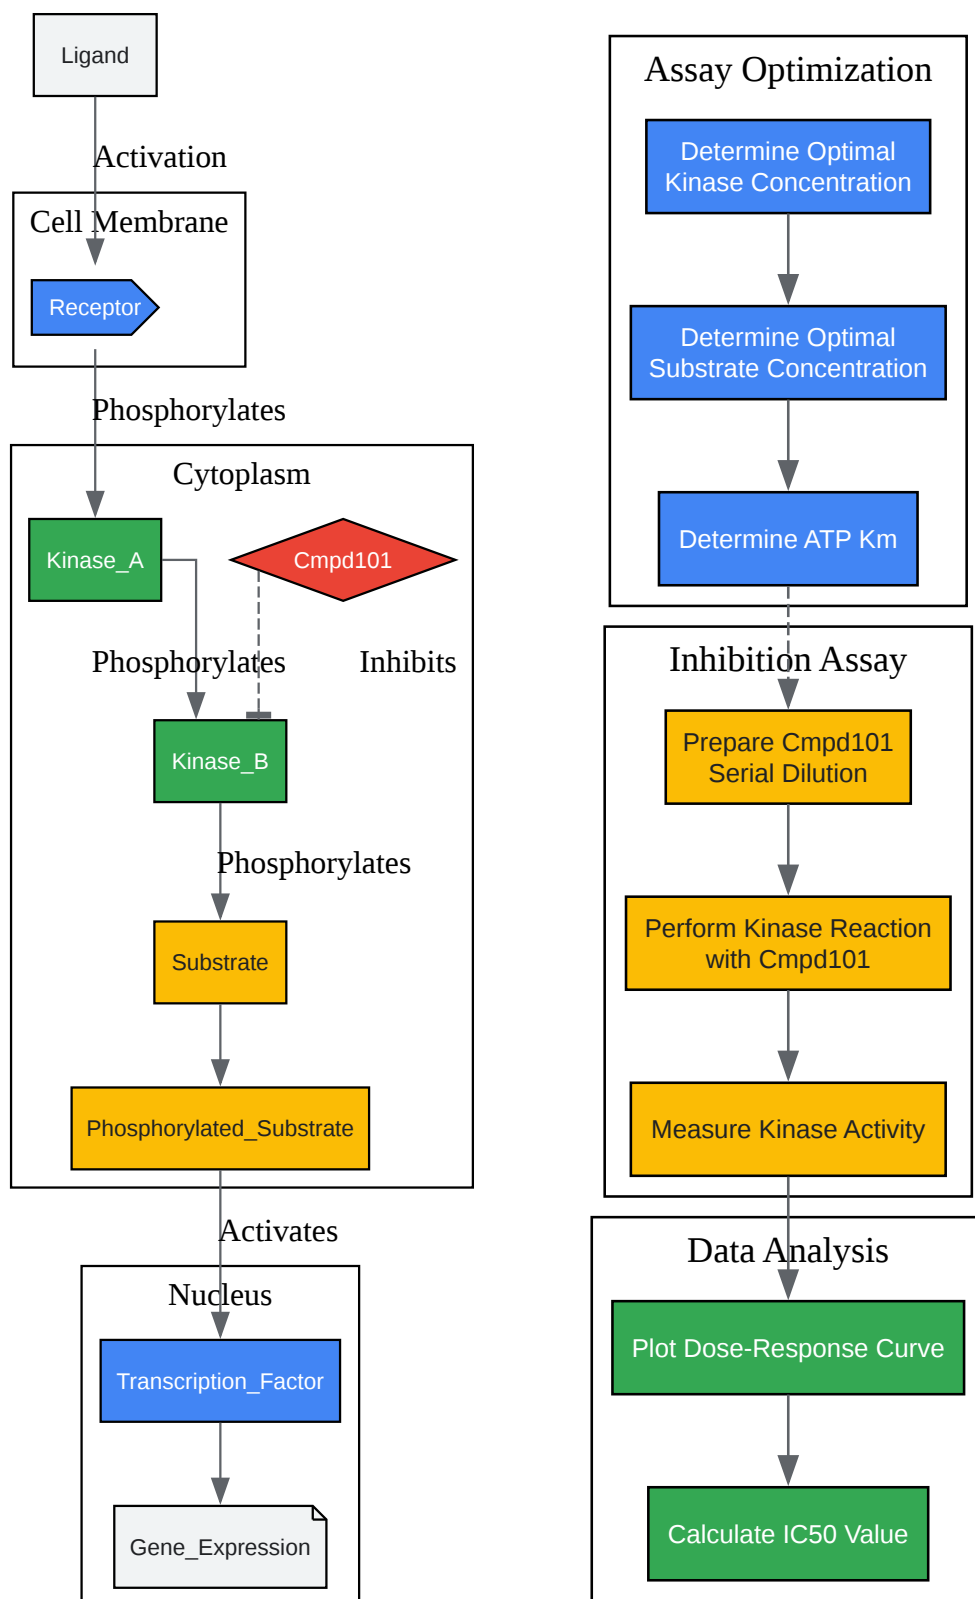 Ligand
Activation
Cell Membrane
Receptor
Phosphorylates
Cytoplasm
Kinase_A
Cmpd101
Phosphorylates
Inhibits
Kinase_B
Phosphorylates
Substrate
Phosphorylated_Substrate
Activates
Nucleus
Transcription_Factor
Gene_Expression
Assay Optimization
Determine Optimal
Kinase Concentration
Determine Optimal
Substrate Concentration
Determine ATP Km
Inhibition Assay
Prepare Cmpd101
Serial Dilution
Perform Kinase Reaction
with Cmpd101
Measure Kinase Activity
Data Analysis
Plot Dose-Response Curve
Calculate IC50 Value